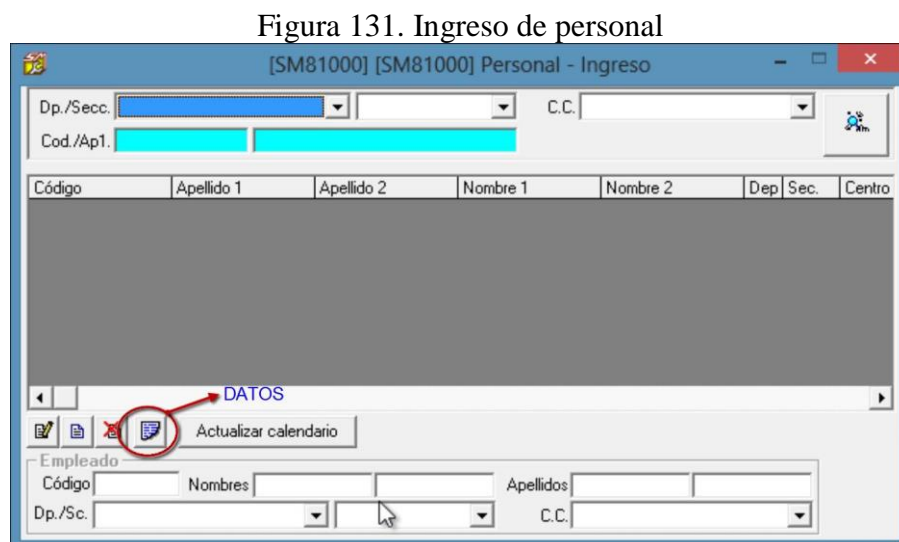 Figura 131. Ingreso de personal
[SM81000] [SM81000] Personal - Ingreso
Dp./Secc. C.C.
Cod./Ap1.
Código Apellido 1 Apellido 2 Nombre 1 Nombre 2 Dep Sec. Centro
DATOS
Actualizar calendario
Empleado
Código Nombres Apellidos
Dp./Sc. C.C.